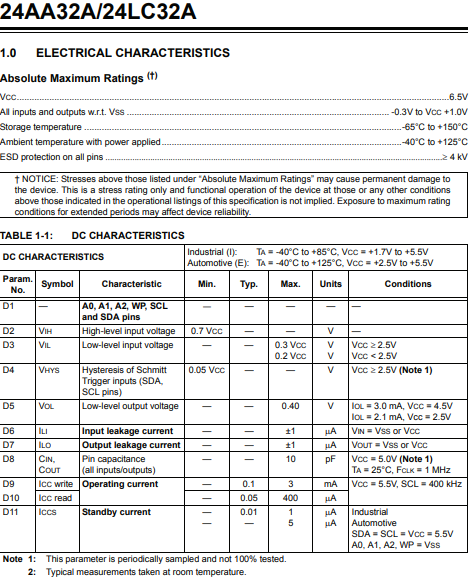 24AA32A/24LC32A
1.0 ELECTRICAL CHARACTERISTICS
Absolute Maximum Ratings (†)
VCC.............................................................................................................................6.5V
All inputs and outputs w.r.t. VSS ......................................................................... -0.3V to VCC +1.0V
Storage temperature ...............................................................................................-65°C to +150°C
Ambient temperature with power applied................................................................-40°C to +125°C
ESD protection on all pins ......................................................................................................≥ 4 kV
† NOTICE: Stresses above those listed under “Absolute Maximum Ratings” may cause permanent damage to
the device. This is a stress rating only and functional operation of the device at those or any other conditions
above those indicated in the operational listings of this specification is not implied. Exposure to maximum rating
conditions for extended periods may affect device reliability.
TABLE 1-1: DC CHARACTERISTICS
DC CHARACTERISTICS
Industrial (I): TA = -40°C to +85°C, VCC = +1.7V to +5.5V
Automotive (E): TA = -40°C to +125°C, VCC = +2.5V to +5.5V
Param. No. Symbol Characteristic Min. Typ. Max. Units Conditions
D1 — A0, A1, A2, WP, SCL — — — — —
and SDA pins
D2 VIH High-level input voltage 0.7 VCC — — V —
D3 VIL Low-level input voltage — — 0.3 VCC V VCC ≥ 2.5V
0.2 VCC V VCC < 2.5V
D4 VHYS Hysteresis of Schmitt 0.05 VCC — — V VCC ≥ 2.5V (Note 1)
Trigger inputs (SDA,
SCL pins)
D5 VOL Low-level output voltage — — 0.40 V IOL = 3.0 mA, VCC = 4.5V
IOL = 2.1 mA, VCC = 2.5V
D6 ILI Input leakage current — — ±1 μA VIN = VSS or VCC
D7 ILO Output leakage current — — ±1 μA VOUT = VSS or VCC
D8 CIN, Pin capacitance — — 10 pF VCC = 5.0V (Note 1)
COUT (all inputs/outputs) TA = 25°C, FCLK = 1 MHz
D9 ICC write Operating current — 0.1 3 mA VCC = 5.5V, SCL = 400 kHz
D10 ICC read — 0.05 400 μA
D11 ICCS Standby current — 0.01 1 μA Industrial
— — 5 μA Automotive
SDA = SCL = VCC = 5.5V
A0, A1, A2, WP = VSS
Note 1: This parameter is periodically sampled and not 100% tested.
2: Typical measurements taken at room temperature.